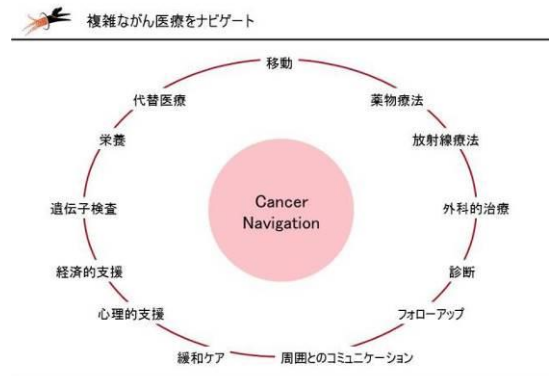 複雑ながん医療をナビゲート
移動
代替医療
薬物療法
栄養
放射線療法
Cancer
Navigation
遺伝子検査
外科的治療
経済的支援
診断
心理的支援
フォローアップ
緩和ケア
周囲とのコミュニケーション